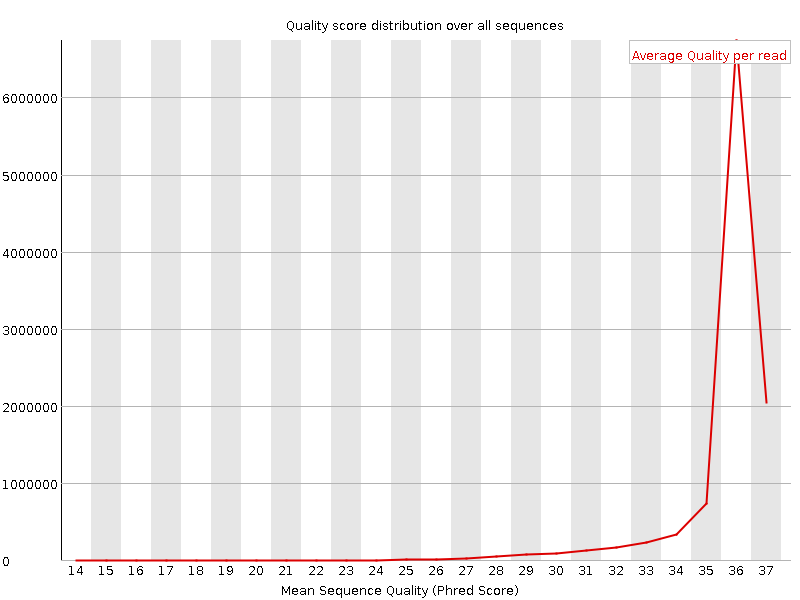 Quality score distribution over all sequences
Average Quality per read
6000000
5000000
4000000
3000000
2000000
1000000
0
14 15 16 17 18 19 20 21 22 23 24 25 26 27 28 29 30 31 32 33 34 35 36 37
Mean Sequence Quality (Phred Score)